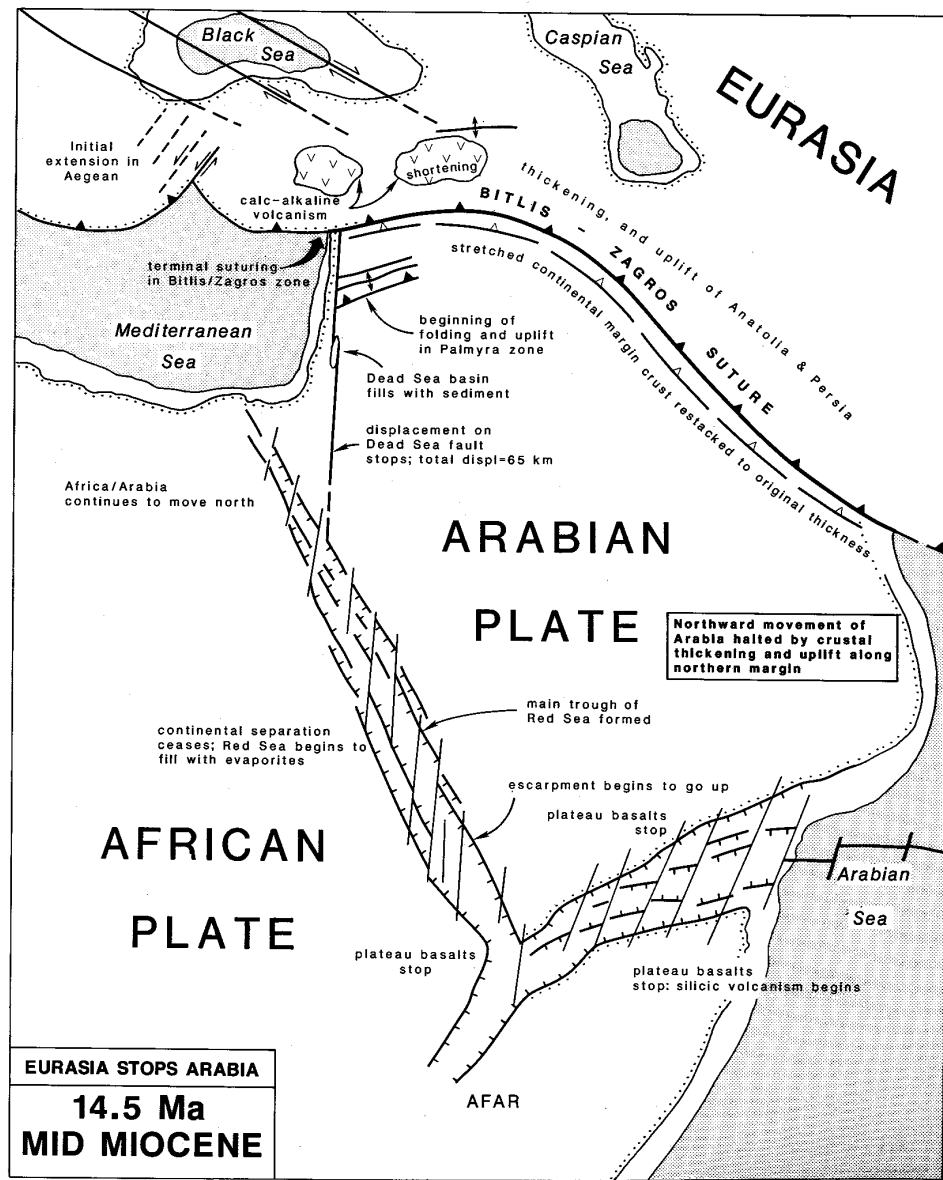 Black
Sea
Caspian
Sea
EURASIA
Initial
extension in
Aegean
shortening
calc-alkaline
volcanism
BITLIS - ZAGROS SUTURE
thickening, and uplift of Anatolia & Persia
stretched continental margin crust restacked to original thickness
terminal suturing
in Bitlis/Zagros zone
Mediterranean
Sea
beginning of
folding and uplift
in Palmyra zone
Dead Sea basin
fills with sediment
displacement on
Dead Sea fault
stops; total displ=65 km
Africa/Arabia
continues to move north
ARABIAN
PLATE
Northward movement of
Arabia halted by crustal
thickening and uplift along
northern margin
main trough of
Red Sea formed
continental separation
ceases; Red Sea begins to
fill with evaporites
escarpment begins to go up
plateau basalts
stop
AFRICAN
PLATE
Arabian
Sea
plateau basalts
stop
plateau basalts
stop: silicic volcanism begins
AFAR
EURASIA STOPS ARABIA
14.5 Ma
MID MIOCENE